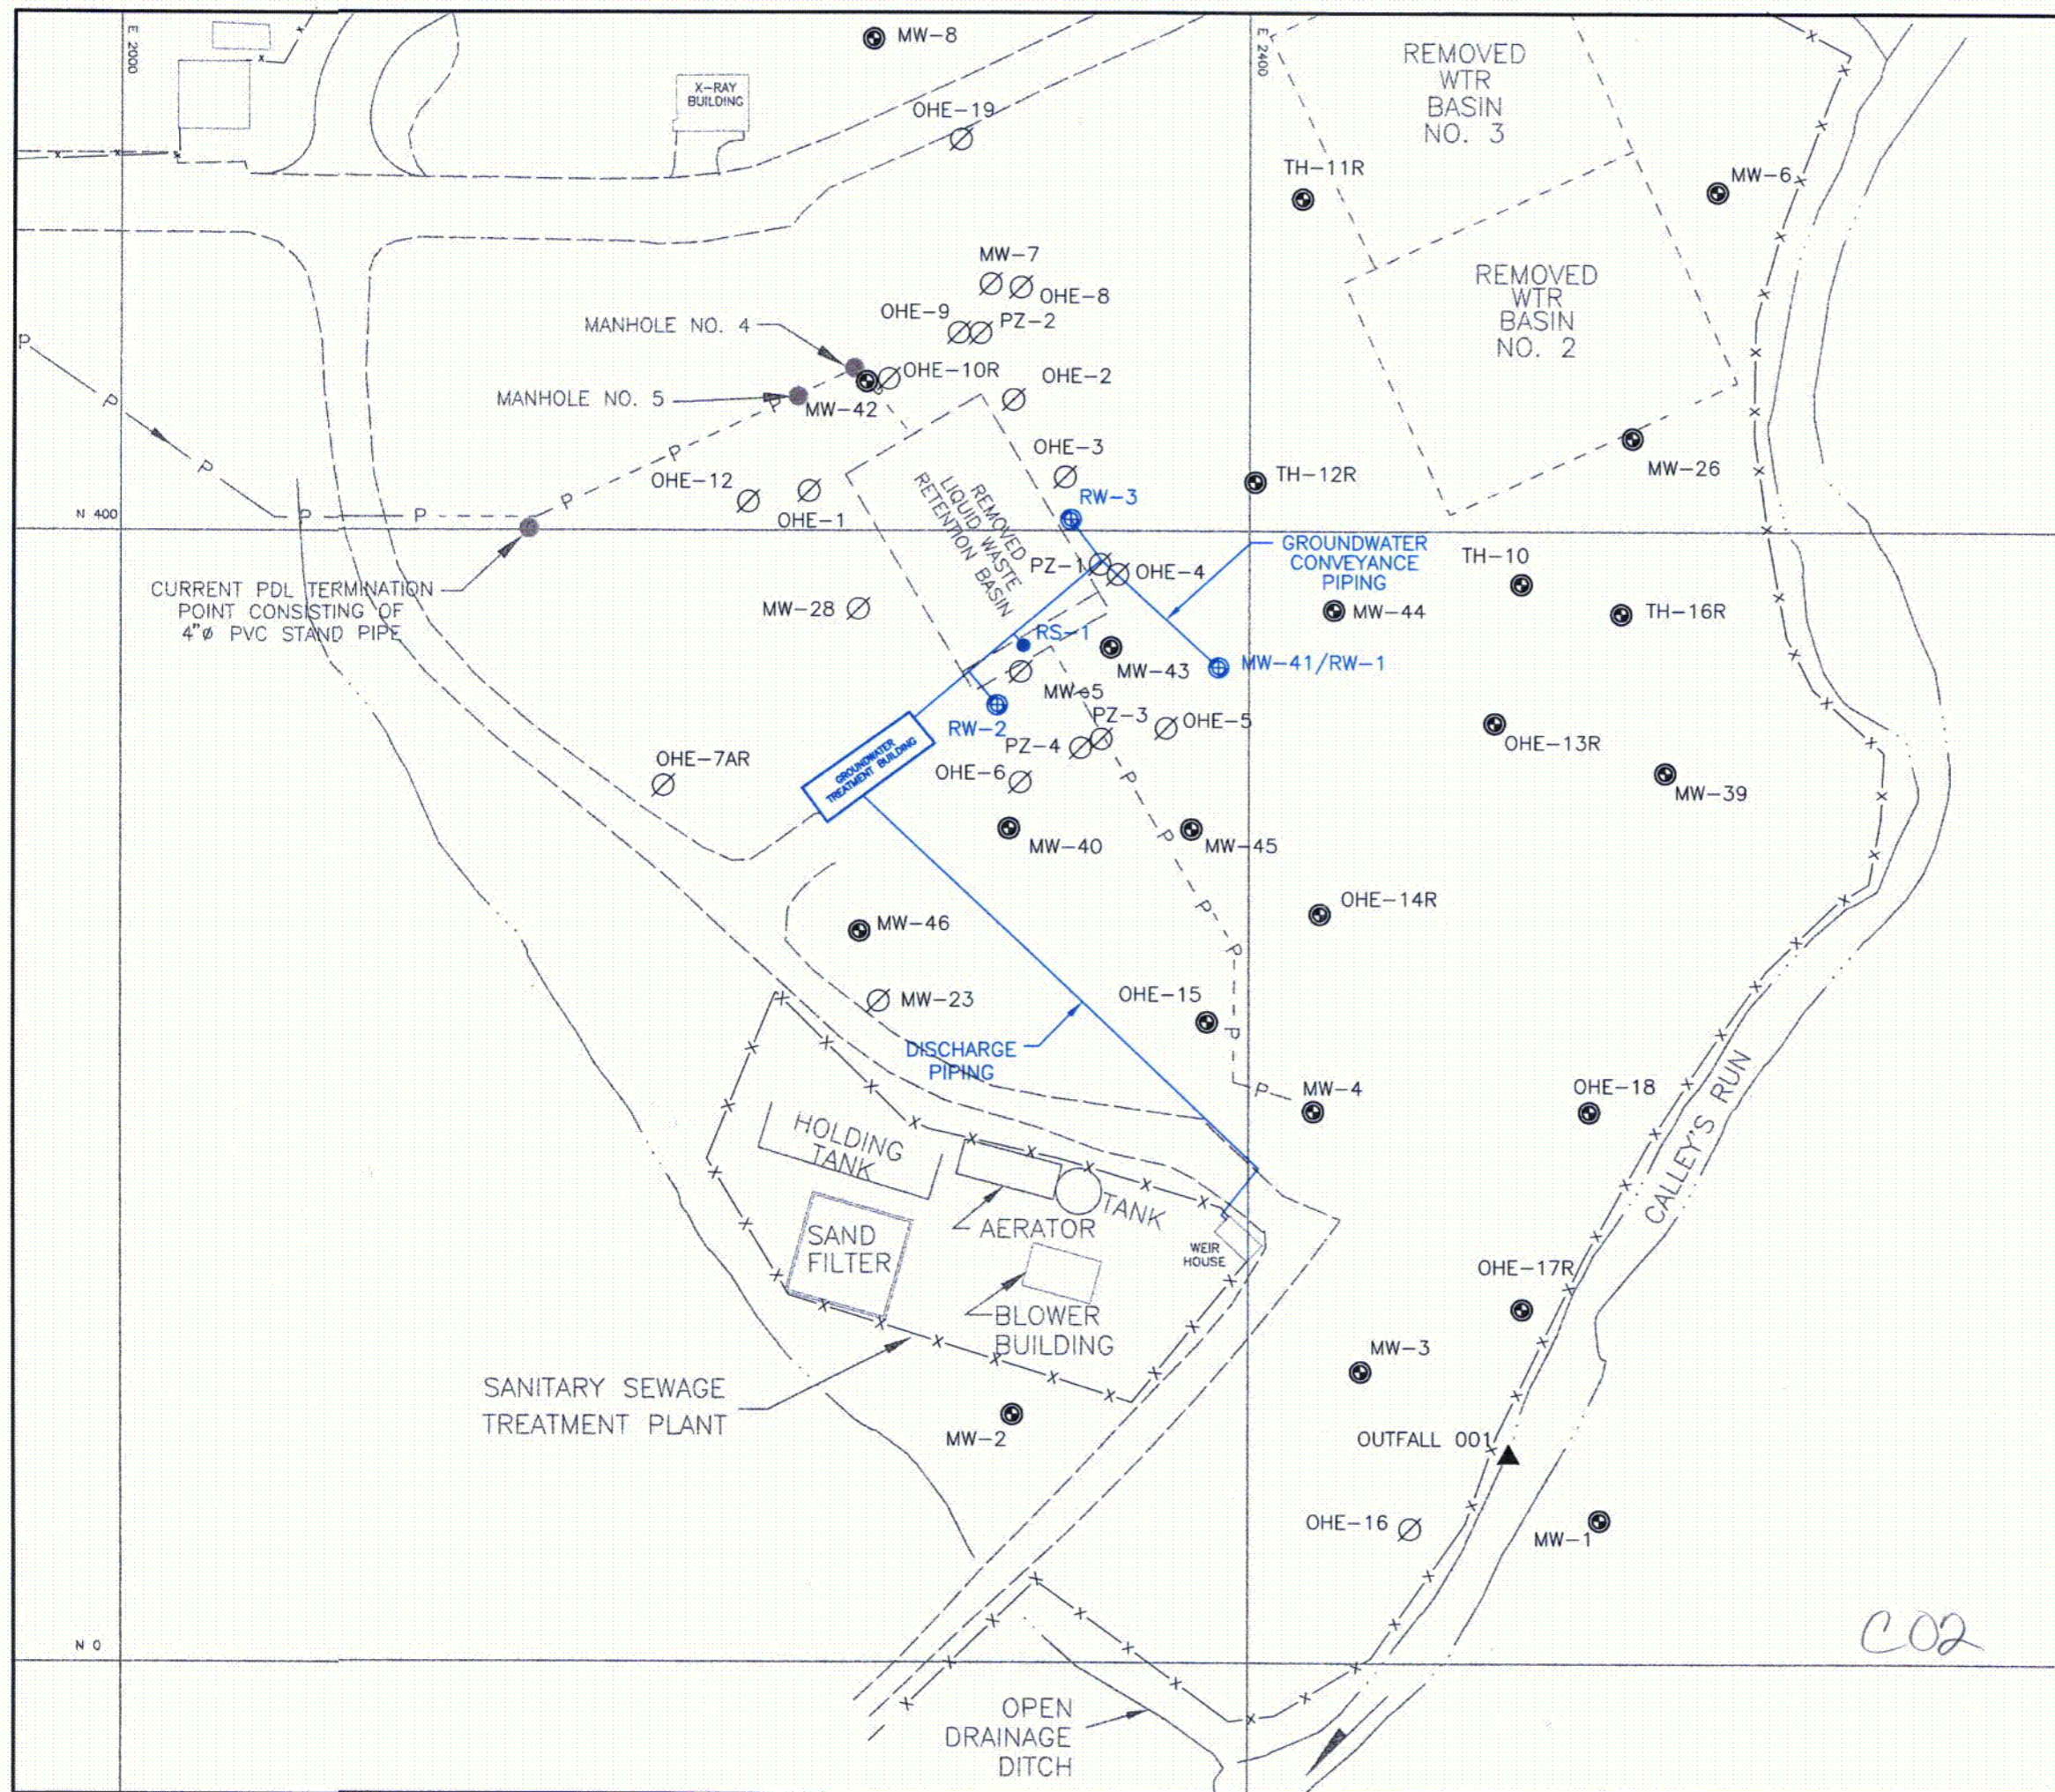 E 2000
MW-8
E 2400
REMOVED
WTR
BASIN
NO. 3
X-RAY
BUILDING
OHE-19
TH-11R
MW-6
MW-7
OHE-8
REMOVED
WTR
BASIN
NO. 2
OHE-9
PZ-2
MANHOLE NO. 4
OHE-10R
OHE-2
MANHOLE NO. 5
MW-42
OHE-3
MW-26
TH-12R
OHE-12
RW-3
OHE-1
N 400
REMOVED
LIQUID WASTE
RETENTION BASIN
GROUNDWATER
CONVEYANCE
PIPING
TH-10
PZ-1
OHE-4
CURRENT PDL TERMINATION
POINT CONSISTING OF
4"Ø PVC STAND PIPE
MW-28
MW-44
TH-16R
RS-1
MW-43
MW-41/RW-1
MW-5
RW-2
PZ-3
OHE-5
PZ-4
OHE-13R
GROUNDWATER
TREATMENT BUILDING
OHE-7AR
OHE-6
MW-39
MW-40
MW-45
OHE-14R
MW-46
MW-23
OHE-15
DISCHARGE
PIPING
MW-4
OHE-18
CALLEY'S RUN
HOLDING
TANK
TANK
AERATOR
SAND
FILTER
WEIR
HOUSE
OHE-17R
BLOWER
BUILDING
MW-3
SANITARY SEWAGE
TREATMENT PLANT
MW-2
OUTFALL 001
OHE-16
MW-1
C02
N 0
OPEN
DRAINAGE
DITCH